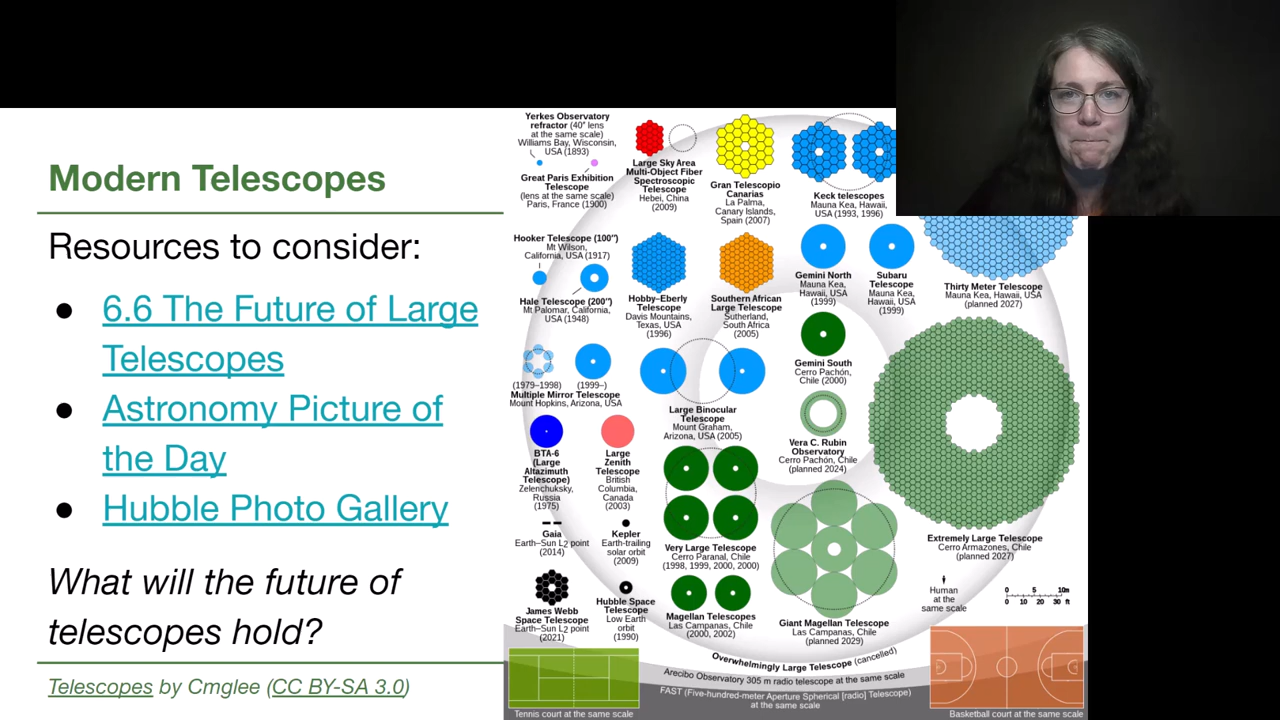 Modern Telescopes
Resources to consider:
● 6.6 The Future of Large
Telescopes
● Astronomy Picture of
the Day
● Hubble Photo Gallery
What will the future of
telescopes hold?
Telescopes by Cmglee (CC BY-SA 3.0)
Yerkes Observatory
refractor (40″ lens
at the same scale)
Williams Bay, Wisconsin,
USA (1893)
Great Paris Exhibition
Telescope
(lens at the same scale)
Paris, France (1900)
Large Sky Area
Multi-Object Fiber
Spectroscopic
Telescope
Hebei, China
(2009)
Gran Telescopio
Canarias
La Palma,
Canary Islands,
Spain (2007)
Keck telescopes
Mauna Kea, Hawaii,
USA (1993, 1996)
Hooker Telescope (100″)
Mt Wilson,
California, USA (1917)
Hale Telescope (200″)
Mt Palomar, California,
USA (1948)
Hobby–Eberly
Telescope
Davis Mountains,
Texas, USA
(1996)
Southern African
Large Telescope
Sutherland,
South Africa
(2005)
Gemini North
Mauna Kea,
Hawaii, USA
(1999)
Subaru
Telescope
Mauna Kea,
Hawaii, USA
(1999)
Thirty Meter Telescope
Mauna Kea, Hawaii, USA
(planned 2027)
Gemini South
Cerro Pachón,
Chile (2000)
(1979–1998) (1999–)
Multiple Mirror Telescope
Mount Hopkins, Arizona, USA
Large Binocular
Telescope
Mount Graham,
Arizona, USA (2005)
Vera C. Rubin
Observatory
Cerro Pachón, Chile
(planned 2024)
BTA-6
(Large
Altazimuth
Telescope)
Zelenchuksky,
Russia
(1975)
Large
Zenith
Telescope
British
Columbia,
Canada
(2003)
Gaia
Earth–Sun L2 point
(2014)
Kepler
Earth-trailing
solar orbit
(2009)
Very Large Telescope
Cerro Paranal, Chile
(1998, 1999, 2000, 2000)
Extremely Large Telescope
Cerro Armazones, Chile
(planned 2027)
James Webb
Space Telescope
Earth–Sun L2 point
(2021)
Hubble Space
Telescope
Low Earth
orbit
(1990)
Magellan Telescopes
Las Campanas, Chile
(2000, 2002)
Giant Magellan Telescope
Las Campanas, Chile
(planned 2029)
Human
at the
same scale
0 5 10m
0 10 20 30 ft
Overwhelmingly Large Telescope (cancelled)
Arecibo Observatory 305 m radio telescope at the same scale
FAST (Five-hundred-meter Aperture Spherical [radio] Telescope)
at the same scale
Tennis court at the same scale
Basketball court at the same scale